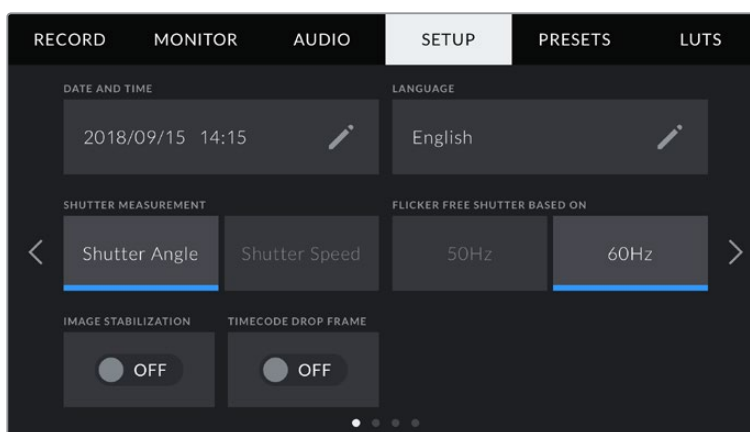 RECORD MONITOR AUDIO SETUP PRESETS LUTS
DATE AND TIME LANGUAGE
2018/09/15 14:15 English
SHUTTER MEASUREMENT FLICKER FREE SHUTTER BASED ON
Shutter Angle Shutter Speed 50Hz 60Hz
IMAGE STABILIZATION TIMECODE DROP FRAME
OFF OFF